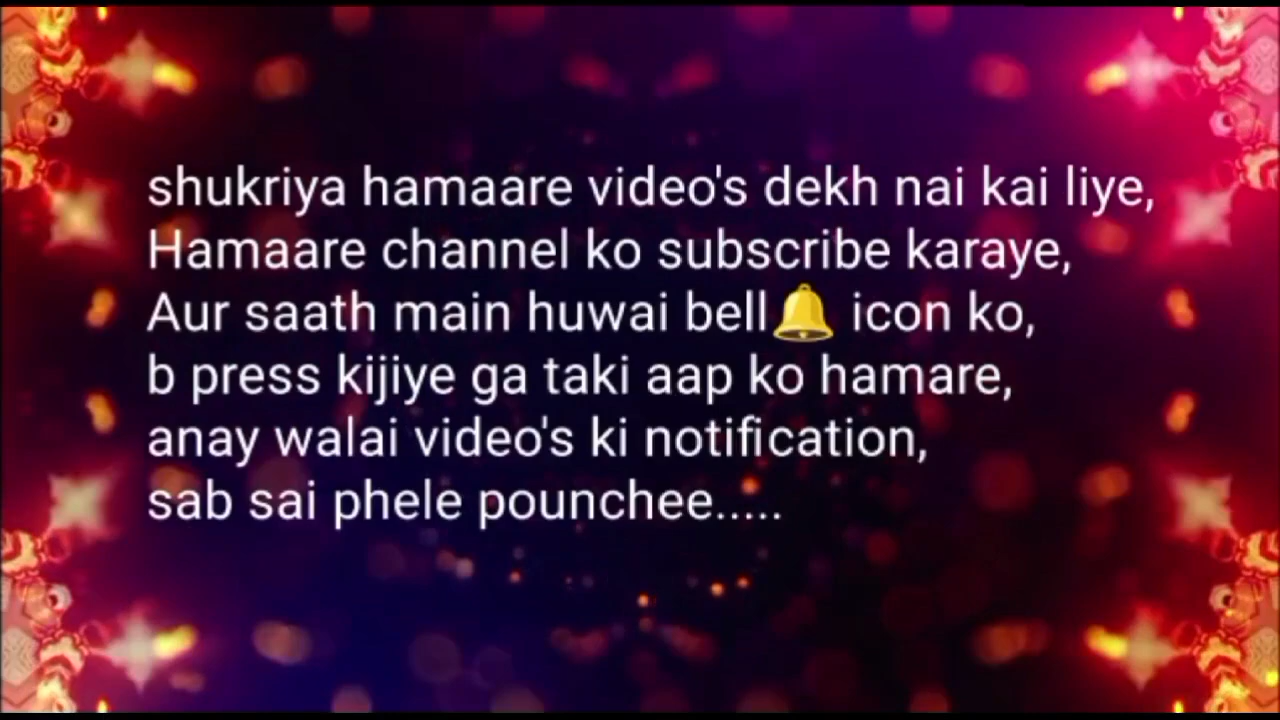 shukriya hamaare video's dekh nai kai liye,
Hamaare channel ko subscribe karaye,
Aur saath main huwai bell🔔 icon ko,
b press kijiye ga taki aap ko hamare,
anay walai video's ki notification,
sab sai phele pounchee.....